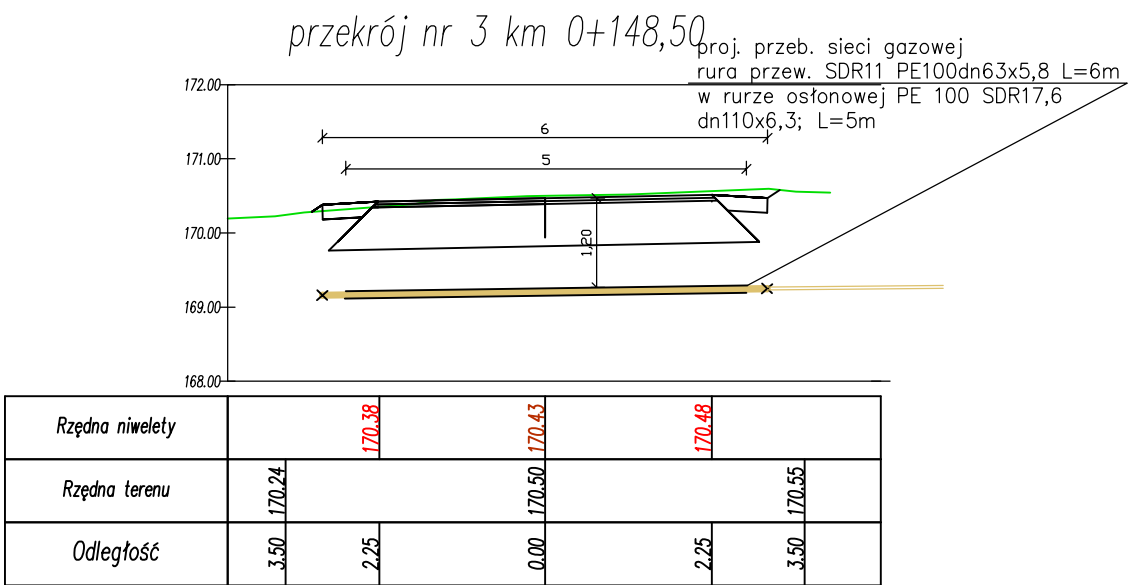 przekrój nr 3 km 0+148,50
proj. przeb. sieci gazowej
rura przew. SDR11 PE100dn63x5,8 L=6m
w rurze osłonowej PE 100 SDR17,6
dn110x6,3; L=5m
172.00
6
171.00
5
170.00
1,20
169.00
168.00
Rzędna niwelety 170.38 170.43 170.48
Rzędna terenu 170.24 170.50 170.55
Odległość 3.50 2.25 0.00 2.25 3.50